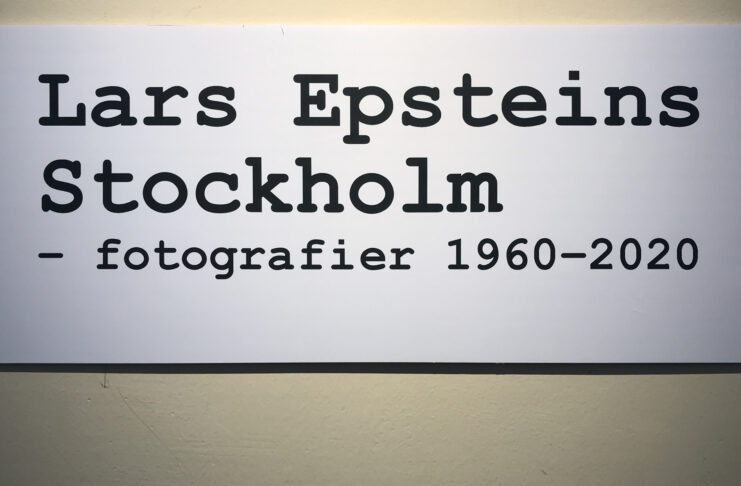 Lars Epsteins
Stockholm
– fotografier 1960–2020